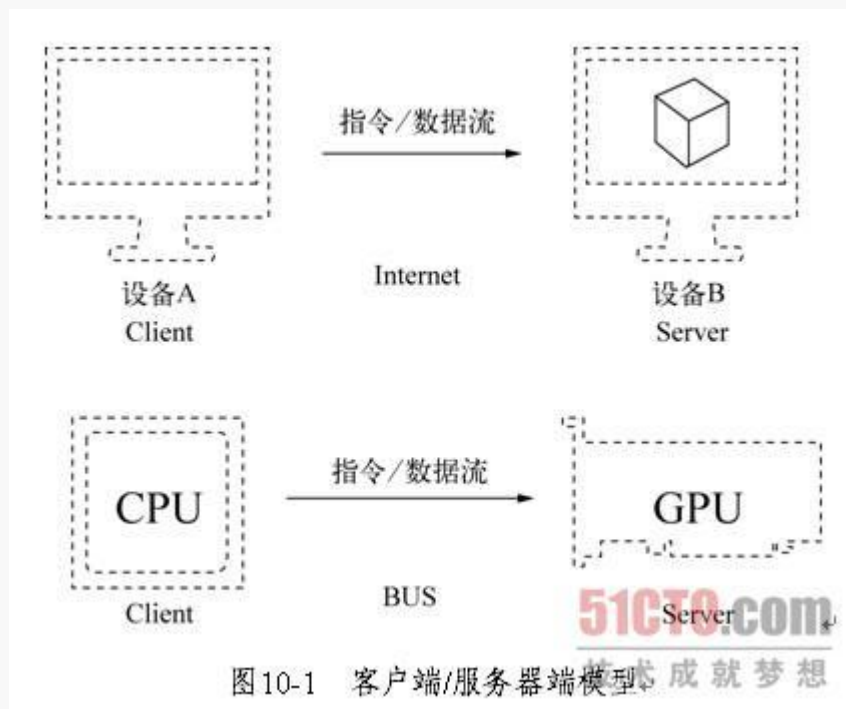 指令/数据流
Internet
设备A
Client
设备B
Server
CPU
指令/数据流
GPU
BUS
Client
Server
51CTO.com
技术成就梦想
图10-1 客户端/服务器端模型